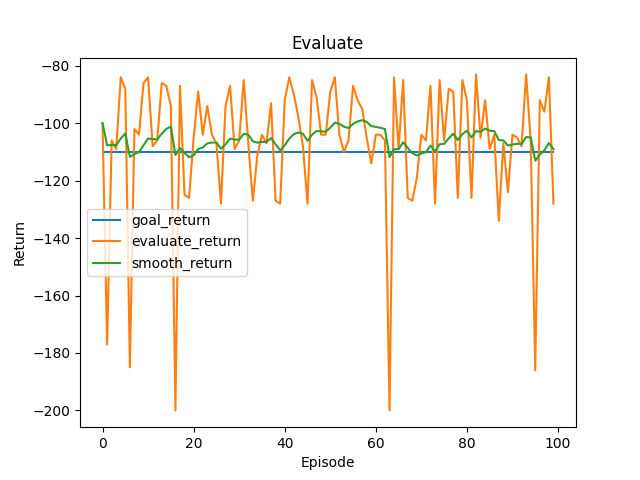 Evaluate
−80
−100
−120
−140
−160
−180
−200
Return
goal_return
evaluate_return
smooth_return
0
20
40
60
80
100
Episode